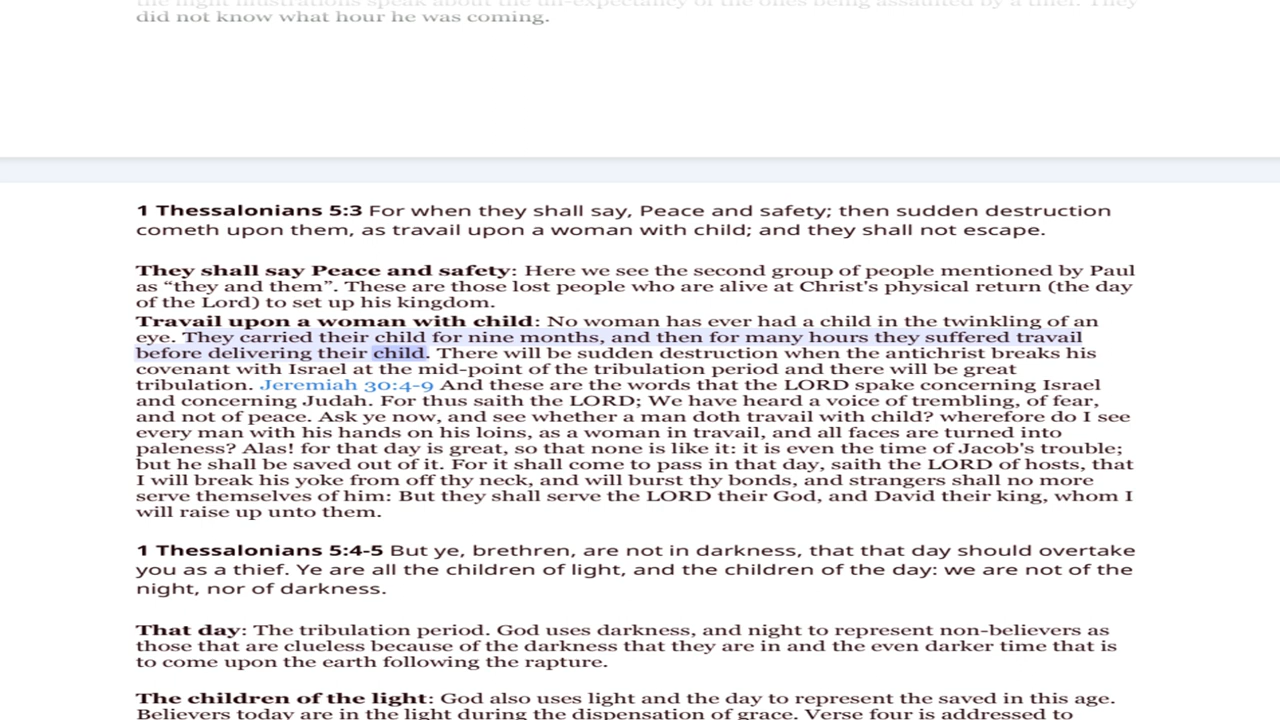 the night illustrations speak about the un-expectancy of the ones being assaulted by a thief. They
did not know what hour he was coming.
1 Thessalonians 5:3 For when they shall say, Peace and safety; then sudden destruction
cometh upon them, as travail upon a woman with child; and they shall not escape.
They shall say Peace and safety: Here we see the second group of people mentioned by Paul
as “they and them”. These are those lost people who are alive at Christ's physical return (the day
of the Lord) to set up his kingdom.
Travail upon a woman with child: No woman has ever had a child in the twinkling of an
eye. They carried their child for nine months, and then for many hours they suffered travail
before delivering their child. There will be sudden destruction when the antichrist breaks his
covenant with Israel at the mid-point of the tribulation period and there will be great
tribulation. Jeremiah 30:4-9 And these are the words that the LORD spake concerning Israel
and concerning Judah. For thus saith the LORD; We have heard a voice of trembling, of fear,
and not of peace. Ask ye now, and see whether a man doth travail with child? wherefore do I see
every man with his hands on his loins, as a woman in travail, and all faces are turned into
paleness? Alas! for that day is great, so that none is like it: it is even the time of Jacob's trouble;
but he shall be saved out of it. For it shall come to pass in that day, saith the LORD of hosts, that
I will break his yoke from off thy neck, and will burst thy bonds, and strangers shall no more
serve themselves of him: But they shall serve the LORD their God, and David their king, whom I
will raise up unto them.
1 Thessalonians 5:4-5 But ye, brethren, are not in darkness, that that day should overtake
you as a thief. Ye are all the children of light, and the children of the day: we are not of the
night, nor of darkness.
That day: The tribulation period. God uses darkness, and night to represent non-believers as
those that are clueless because of the darkness that they are in and the even darker time that is
to come upon the earth following the rapture.
The children of the light: God also uses light and the day to represent the saved in this age.
Believers today are in the light during the dispensation of grace. Verse four is addressed to